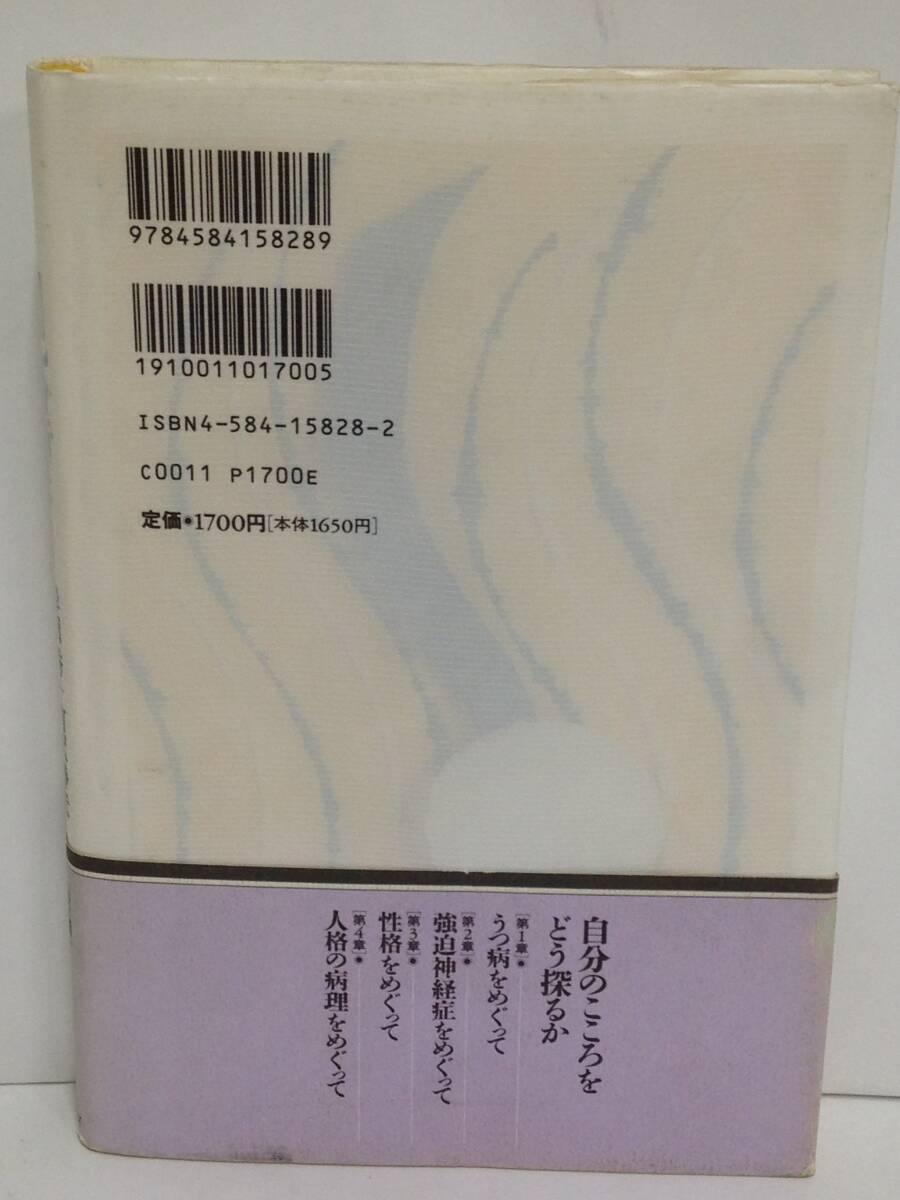 9784584158289
1910011017005
ISBN4-584-15828-2
C0011 P1700E
定価●1700円[本体1650円]
自分のこころを
どう探るか
[第1章]●
うつ病をめぐって
[第2章]●
強迫神経症をめぐって
[第3章]●
性格をめぐって
[第4章]●
人格の病理をめぐって